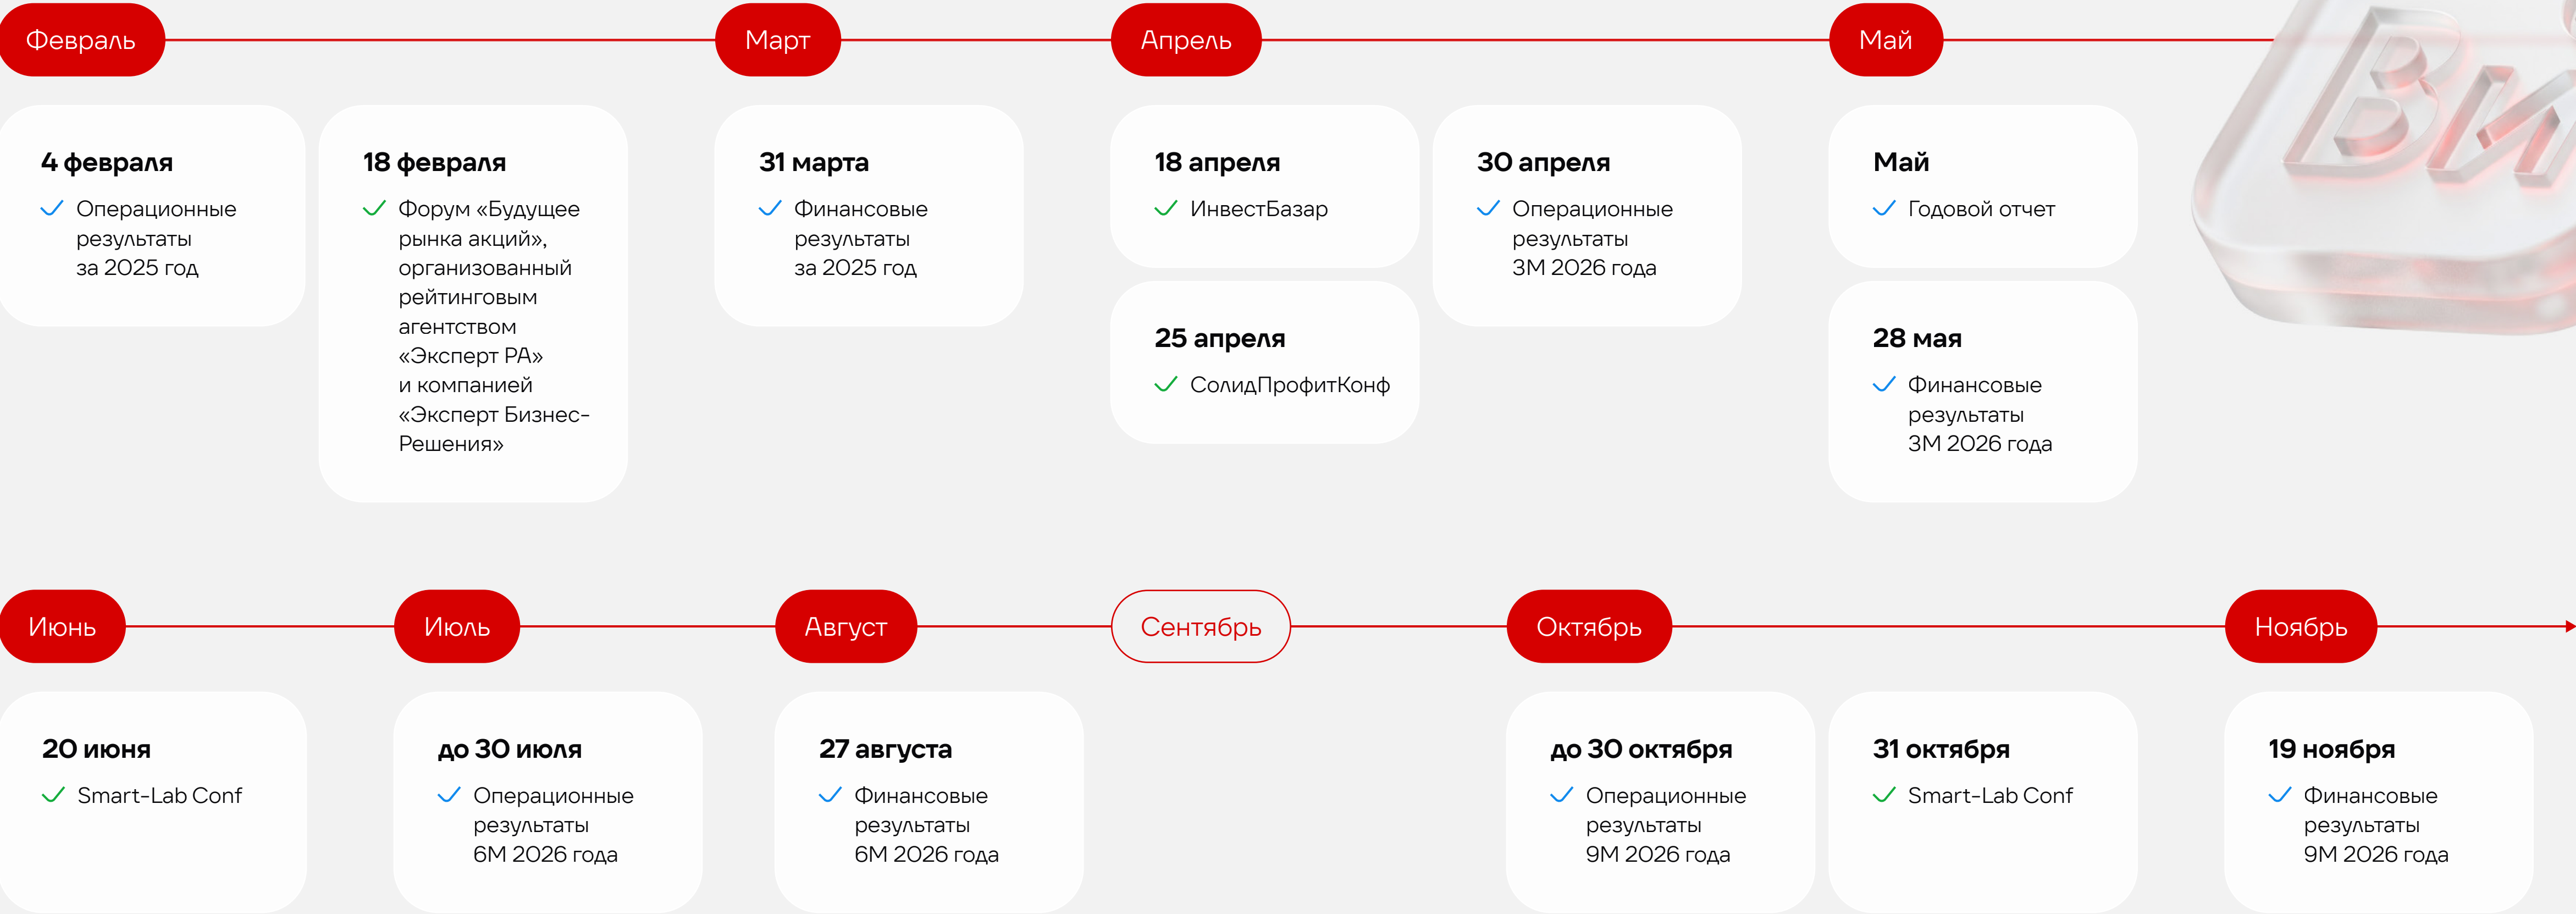 Февраль
Март
Апрель
Май
4 февраля
Операционные
результаты
за 2025 год
18 февраля
Форум «Будущее
рынка акций»,
организованный
рейтинговым
агентством
«Эксперт РА»
и компанией
«Эксперт Бизнес-
Решения»
31 марта
Финансовые
результаты
за 2025 год
18 апреля
ИнвестБазар
25 апреля
СолидПрофитКонф
30 апреля
Операционные
результаты
3М 2026 года
Май
Годовой отчет
28 мая
Финансовые
результаты
3М 2026 года
Ви
Июнь
Июль
Август
Сентябрь
Октябрь
Ноябрь
20 июня
Smart-Lab Conf
до 30 июля
Операционные
результаты
6М 2026 года
27 августа
Финансовые
результаты
6М 2026 года
до 30 октября
Операционные
результаты
9М 2026 года
31 октября
Smart-Lab Conf
19 ноября
Финансовые
результаты
9М 2026 года